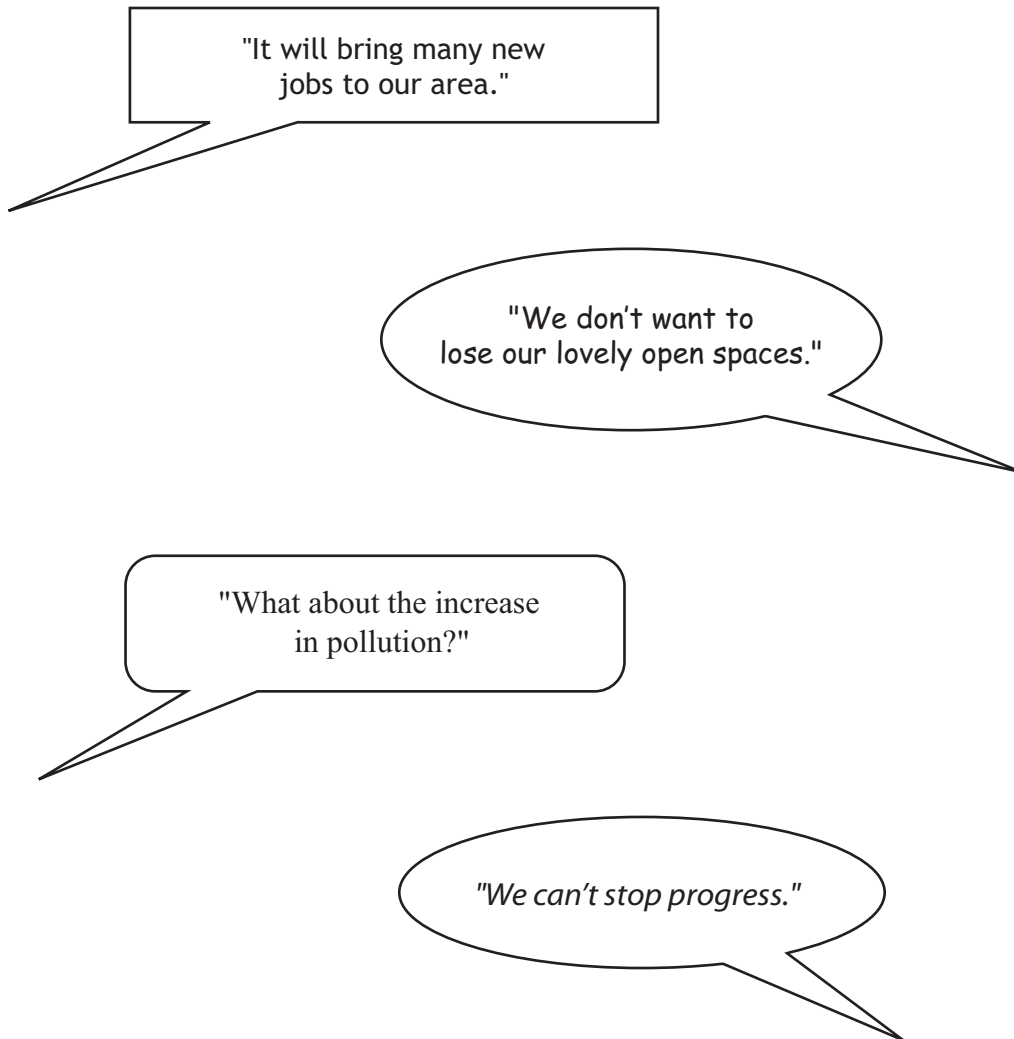 "It will bring many new
jobs to our area."
"We don't want to
lose our lovely open spaces."
"What about the increase
in pollution?"
"We can't stop progress."